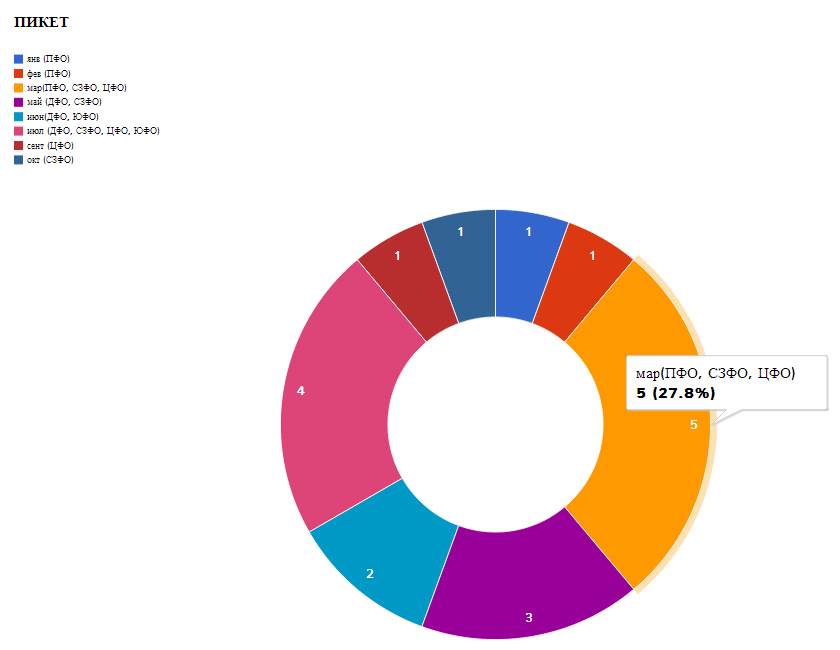 ПИКЕТ
янв (ПФО)
фев (ПФО)
мар(ПФО, СЗФО, ЦФО)
май (ДФО, СЗФО)
июн(ДФО, ЮФО)
июл (ДФО, СЗФО, ЦФО, ЮФО)
сент (ЦФО)
окт (СЗФО)
1
1
1
1
мар(ПФО, СЗФО, ЦФО)
5 (27.8%)
4
5
2
3